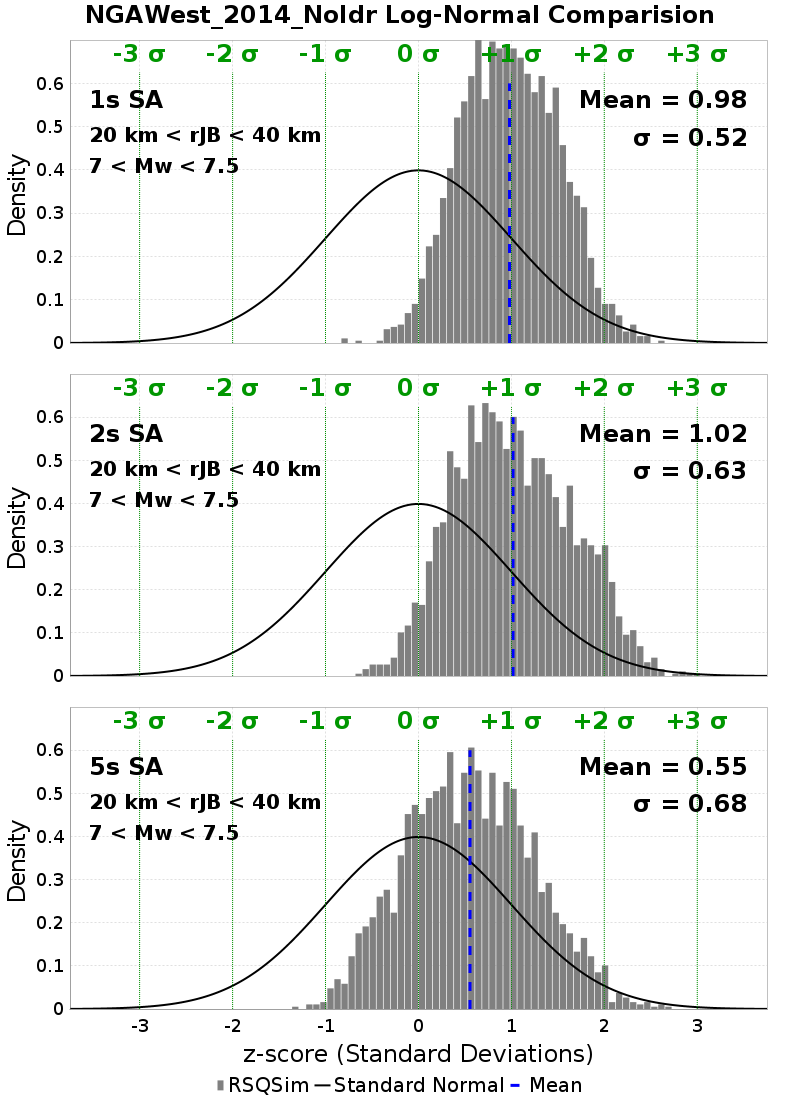 NGAWest_2014_NoIdr Log-Normal Comparision
-3 σ -2 σ -1 σ 0 σ +1 σ +2 σ +3 σ
1s SA
Mean = 0.98
20 km < rJB < 40 km
σ = 0.52
7 < Mw < 7.5
Density
0.6
0.5
0.4
0.3
0.2
0.1
0
-3 σ -2 σ -1 σ 0 σ +1 σ +2 σ +3 σ
2s SA
Mean = 1.02
20 km < rJB < 40 km
σ = 0.63
7 < Mw < 7.5
Density
0.6
0.5
0.4
0.3
0.2
0.1
0
-3 σ -2 σ -1 σ 0 σ +1 σ +2 σ +3 σ
5s SA
Mean = 0.55
20 km < rJB < 40 km
σ = 0.68
7 < Mw < 7.5
Density
0.6
0.5
0.4
0.3
0.2
0.1
0
-3 -2 -1 0 1 2 3
z-score (Standard Deviations)
RSQSim Standard Normal Mean